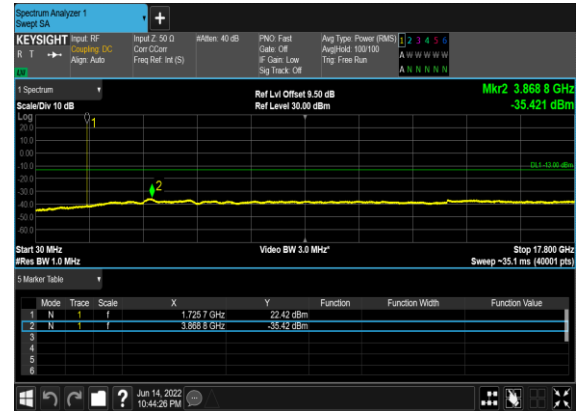 Spectrum Analyzer 1
Swept SA
+
KEYSIGHT Input: RF Input Z: 50 Ω #Atten: 40 dB PNO: Fast Avg Type: Power (RMS) 1 2 3 4 5 6
R T Coupling: DC Corr CCorr Gate: Off Avg|Hold: 100/100 A W W W W W
Align: Auto Freq Ref: Int (S) IF Gain: Low Trig: Free Run
Sig Track: Off A N N N N N
1 Spectrum Ref Lvl Offset 9.50 dB Mkr2 3.868 8 GHz
Scale/Div 10 dB Ref Level 30.00 dBm -35.421 dBm
Log
20.0
10.0
0.00
-10.0
-20.0
-30.0
-40.0
-50.0
-60.0
1
2
DL1 -13.00 dBm
Start 30 MHz Video BW 3.0 MHz* Stop 17.800 GHz
#Res BW 1.0 MHz Sweep ~35.1 ms (40001 pts)
5 Marker Table
Mode Trace Scale X Y Function Function Width Function Value
1 N 1 f 1.725 7 GHz 22.42 dBm
2 N 1 f 3.868 8 GHz -35.42 dBm
3
4
5
6
? Jun 14, 2022
10:44:26 PM